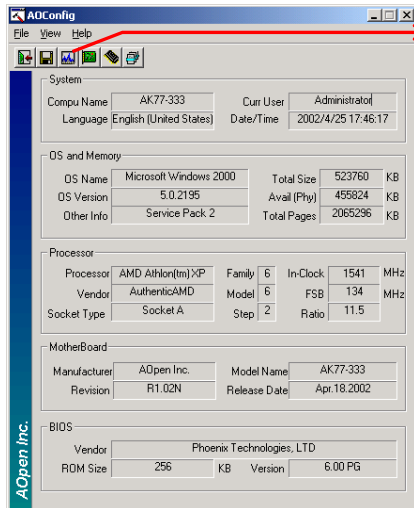 AOConfig
File View Help
System
Compu Name AK77-333 Curr User Administrator
Language English (United States) Date/Time 2002/4/25 17:46:17
OS and Memory
OS Name Microsoft Windows 2000 Total Size 523760 KB
OS Version 5.0.2195 Avail (Phy) 455824 KB
Other Info Service Pack 2 Total Pages 2065296 KB
Processor
Processor AMD Athlon(tm) XP Family 6 In-Clock 1541 MHz
Vendor AuthenticAMD Model 6 FSB 134 MHz
Socket Type Socket A Step 2 Ratio 11.5
MotherBoard
Manufacturer AOpen Inc. Model Name AK77-333
Revision R1.02N Release Date Apr.18.2002
BIOS
Vendor Phoenix Technologies, LTD
ROM Size 256 KB Version 6.00 PG
AOpen Inc.